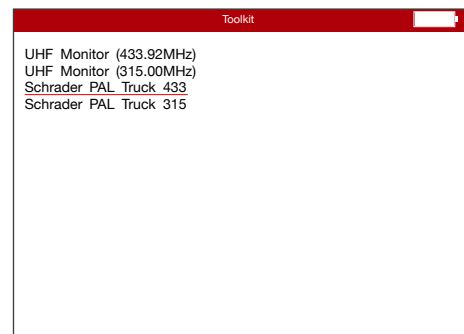 Toolkit
UHF Monitor (433.92MHz)
UHF Monitor (315.00MHz)
Schrader PAL Truck 433
Schrader PAL Truck 315